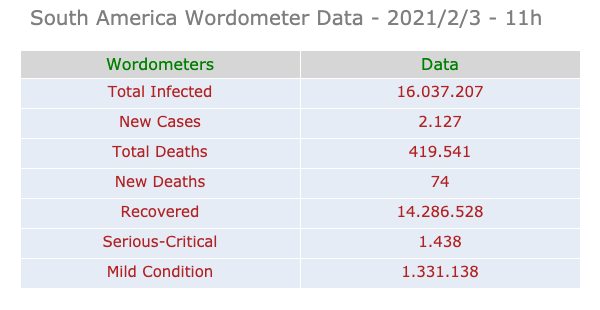 South America Wordometer Data - 2021/2/3 - 11h
Wordometers Data
Total Infected 16.037.207
New Cases 2.127
Total Deaths 419.541
New Deaths 74
Recovered 14.286.528
Serious-Critical 1.438
Mild Condition 1.331.138